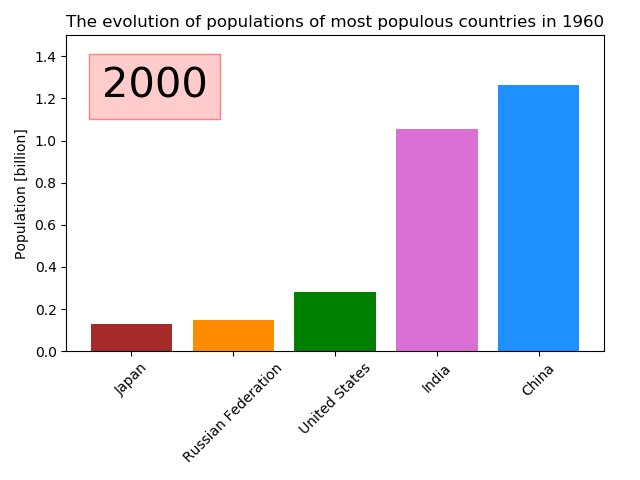 The evolution of populations of most populous countries in 1960
2000
Population [billion]
1.4
1.2
1.0
0.8
0.6
0.4
0.2
0.0
Japan
Russian Federation
United States
India
China